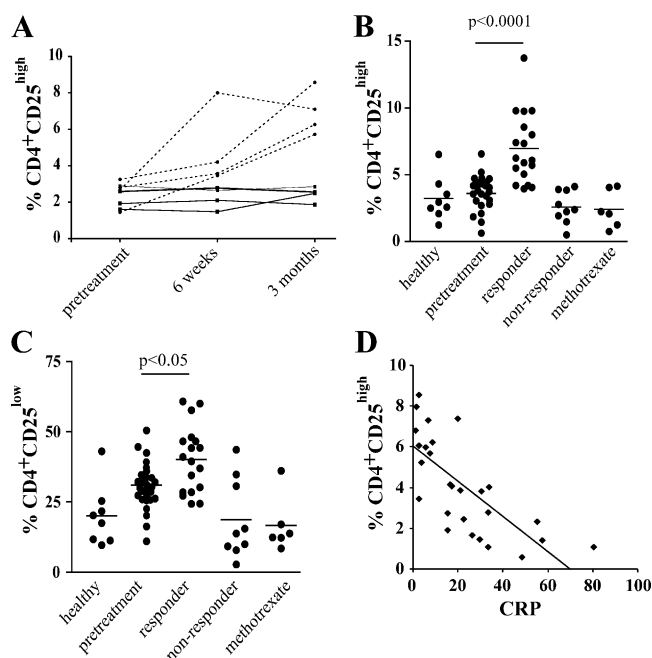 A
% CD4+CD25high
10
8
6
4
2
0
pretreatment
6 weeks
3 months
B
p<0.0001
% CD4+CD25high
15
10
5
0
healthy
pretreatment
responder
non-responder
methotrexate
C
p<0.05
% CD4+CD25low
75
50
25
0
healthy
pretreatment
responder
non-responder
methotrexate
D
% CD4+CD25high
10
8
6
4
2
0
0
20
40
60
80
100
CRP